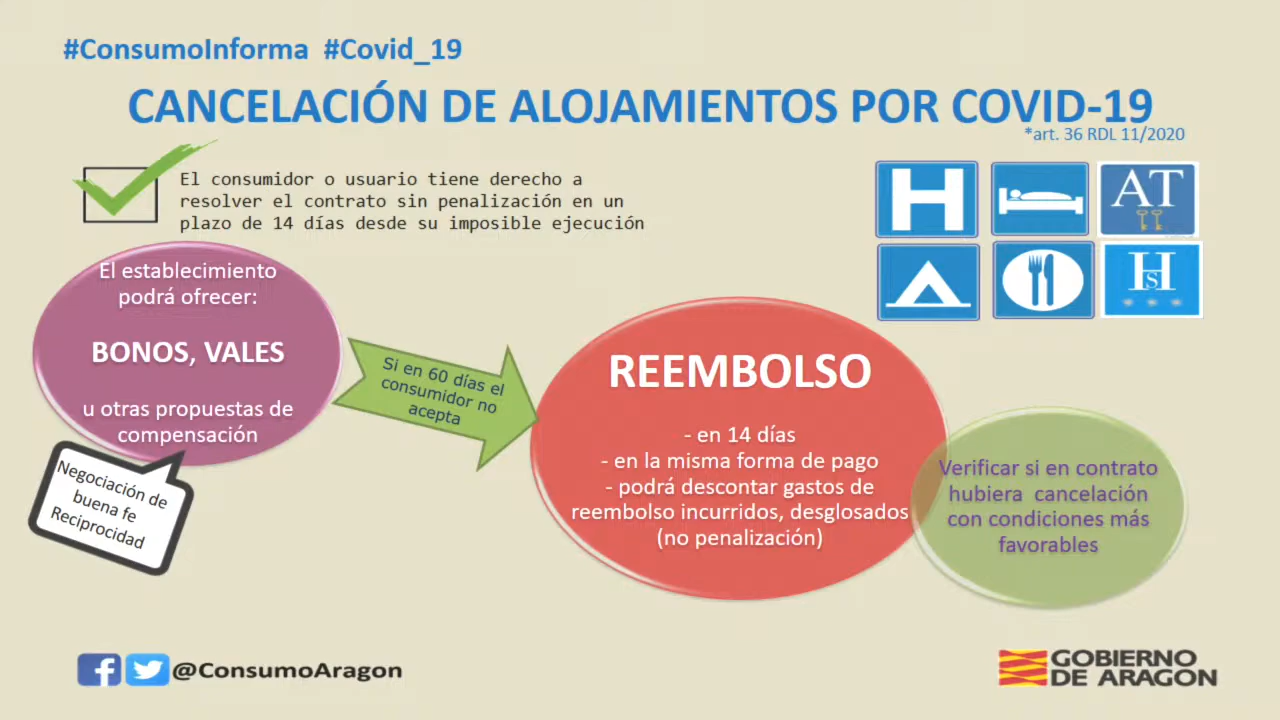 #ConsumoInforma #Covid_19
CANCELACIÓN DE ALOJAMIENTOS POR COVID-19
*art. 36 RDL 11/2020
El consumidor o usuario tiene derecho a
resolver el contrato sin penalización en un
plazo de 14 días desde su imposible ejecución
H
AT
HS
El establecimiento
podrá ofrecer:
BONOS, VALES
u otras propuestas de
compensación
Negociación de
buena fe
Reciprocidad
Si en 60 días el
consumidor no
acepta
REEMBOLSO
- en 14 días
- en la misma forma de pago
- podrá descontar gastos de
reembolso incurridos, desglosados
(no penalización)
Verificar si en contrato
hubiera cancelación
con condiciones más
favorables
@ConsumoAragon
GOBIERNO
DE ARAGON